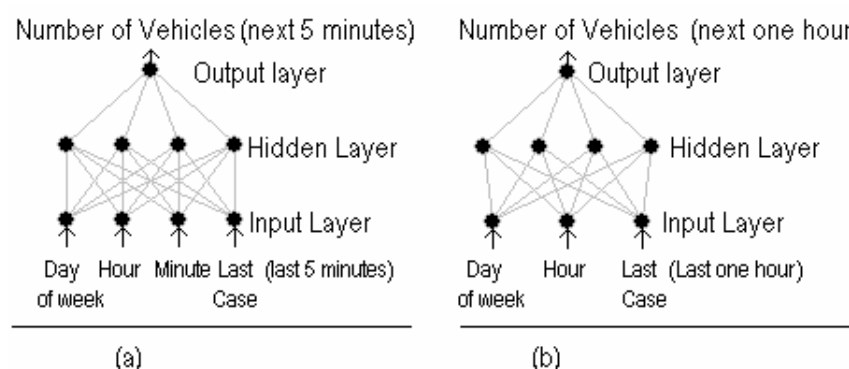 Number of Vehicles (next 5 minutes)
Output layer
Hidden Layer
Input Layer
Day of week
Hour
Minute
Last Case
(last 5 minutes)
(a)
Number of Vehicles (next one hour
Output layer
Hidden Layer
Input Layer
Day of week
Hour
Last Case
(Last one hour)
(b)